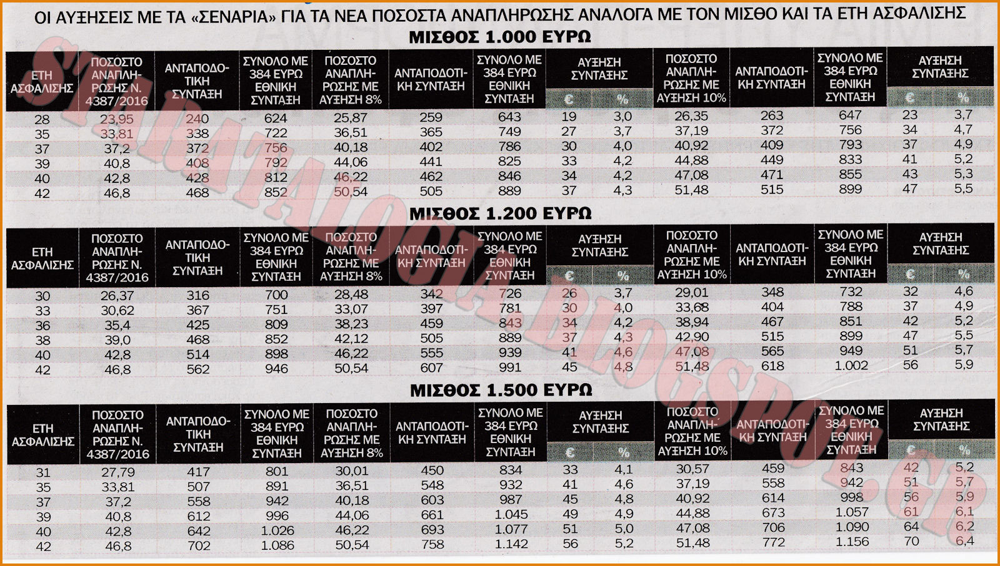 ΟΙ ΑΥΞΗΣΕΙΣ ΜΕ ΤΑ «ΣΕΝΑΡΙΑ» ΓΙΑ ΤΑ ΝΕΑ ΠΟΣΟΣΤΑ ΑΝΑΠΛΗΡΩΣΗΣ ΑΝΑΛΟΓΑ ΜΕ ΤΟΝ ΜΙΣΘΟ ΚΑΙ ΤΑ ΕΤΗ ΑΣΦΑΛΙΣΗΣ
ΜΙΣΘΟΣ 1.000 ΕΥΡΩ
ΕΤΗ ΑΣΦΑΛΙΣΗΣ ΠΟΣΟΣΤΟ ΑΝΑΠΛΗ-ΡΩΣΗΣ Ν. 4387/2016 ΑΝΤΑΠΟΔΟ-ΤΙΚΗ ΣΥΝΤΑΞΗ ΣΥΝΟΛΟ ΜΕ 384 ΕΥΡΩ ΕΘΝΙΚΗ ΣΥΝΤΑΞΗ ΠΟΣΟΣΤΟ ΑΝΑΠΛΗ-ΡΩΣΗΣ ΜΕ ΑΥΞΗΣΗ 8% ΑΝΤΑΠΟΔΟΤΙ-ΚΗ ΣΥΝΤΑΞΗ ΣΥΝΟΛΟ ΜΕ 384 ΕΥΡΩ ΕΘΝΙΚΗ ΣΥΝΤΑΞΗ ΑΥΞΗΣΗ ΣΥΝΤΑΞΗΣ € % ΠΟΣΟΣΤΟ ΑΝΑΠΛΗ-ΡΩΣΗΣ ΜΕ ΑΥΞΗΣΗ 10% ΑΝΤΑΠΟΔΟΤΙ-ΚΗ ΣΥΝΤΑΞΗ ΣΥΝΟΛΟ ΜΕ 384 ΕΥΡΩ ΕΘΝΙΚΗ ΣΥΝΤΑΞΗ ΑΥΞΗΣΗ ΣΥΝΤΑΞΗΣ € %
28 23,95 240 624 25,87 259 643 19 3,0 26,35 263 647 23 3,7
35 33,81 338 722 36,51 365 749 27 3,7 37,19 372 756 34 4,7
37 37,2 372 756 40,18 402 786 30 4,0 40,92 409 793 37 4,9
39 40,8 408 792 44,06 441 825 33 4,2 44,88 449 833 41 5,2
40 42,8 428 812 46,22 462 846 34 4,2 47,08 471 855 43 5,3
42 46,8 468 852 50,54 505 889 37 4,3 51,48 515 899 47 5,5
ΜΙΣΘΟΣ 1.200 ΕΥΡΩ
ΕΤΗ ΑΣΦΑΛΙΣΗΣ ΠΟΣΟΣΤΟ ΑΝΑΠΛΗ-ΡΩΣΗΣ Ν. 4387/2016 ΑΝΤΑΠΟΔΟ-ΤΙΚΗ ΣΥΝΤΑΞΗ ΣΥΝΟΛΟ ΜΕ 384 ΕΥΡΩ ΕΘΝΙΚΗ ΣΥΝΤΑΞΗ ΠΟΣΟΣΤΟ ΑΝΑΠΛΗ-ΡΩΣΗΣ ΜΕ ΑΥΞΗΣΗ 8% ΑΝΤΑΠΟΔΟΤΙ-ΚΗ ΣΥΝΤΑΞΗ ΣΥΝΟΛΟ ΜΕ 384 ΕΥΡΩ ΕΘΝΙΚΗ ΣΥΝΤΑΞΗ ΑΥΞΗΣΗ ΣΥΝΤΑΞΗΣ € % ΠΟΣΟΣΤΟ ΑΝΑΠΛΗ-ΡΩΣΗΣ ΜΕ ΑΥΞΗΣΗ 10% ΑΝΤΑΠΟΔΟΤΙ-ΚΗ ΣΥΝΤΑΞΗ ΣΥΝΟΛΟ ΜΕ 384 ΕΥΡΩ ΕΘΝΙΚΗ ΣΥΝΤΑΞΗ ΑΥΞΗΣΗ ΣΥΝΤΑΞΗΣ € %
30 26,37 316 700 28,48 342 726 26 3,7 29,01 348 732 32 4,6
33 30,62 367 751 33,07 397 781 30 4,0 33,68 404 788 37 4,9
36 35,4 425 809 38,23 459 843 34 4,2 38,94 467 851 42 5,2
38 39,0 468 852 42,12 505 889 37 4,3 42,90 515 899 47 5,5
40 42,8 514 898 46,22 555 939 41 4,6 47,08 565 949 51 5,7
42 46,8 562 946 50,54 607 991 45 4,8 51,48 618 1.002 56 5,9
ΜΙΣΘΟΣ 1.500 ΕΥΡΩ
ΕΤΗ ΑΣΦΑΛΙΣΗΣ ΠΟΣΟΣΤΟ ΑΝΑΠΛΗ-ΡΩΣΗΣ Ν. 4387/2016 ΑΝΤΑΠΟΔΟ-ΤΙΚΗ ΣΥΝΤΑΞΗ ΣΥΝΟΛΟ ΜΕ 384 ΕΥΡΩ ΕΘΝΙΚΗ ΣΥΝΤΑΞΗ ΠΟΣΟΣΤΟ ΑΝΑΠΛΗ-ΡΩΣΗΣ ΜΕ ΑΥΞΗΣΗ 8% ΑΝΤΑΠΟΔΟΤΙ-ΚΗ ΣΥΝΤΑΞΗ ΣΥΝΟΛΟ ΜΕ 384 ΕΥΡΩ ΕΘΝΙΚΗ ΣΥΝΤΑΞΗ ΑΥΞΗΣΗ ΣΥΝΤΑΞΗΣ € % ΠΟΣΟΣΤΟ ΑΝΑΠΛΗ-ΡΩΣΗΣ ΜΕ ΑΥΞΗΣΗ 10% ΑΝΤΑΠΟΔΟΤΙ-ΚΗ ΣΥΝΤΑΞΗ ΣΥΝΟΛΟ ΜΕ 384 ΕΥΡΩ ΕΘΝΙΚΗ ΣΥΝΤΑΞΗ ΑΥΞΗΣΗ ΣΥΝΤΑΞΗΣ € %
31 27,79 417 801 30,01 450 834 33 4,1 30,57 459 843 42 5,2
35 33,81 507 891 36,51 548 932 41 4,6 37,19 558 942 51 5,7
37 37,2 558 942 40,18 603 987 45 4,8 40,92 614 998 56 5,9
39 40,8 612 996 44,06 661 1.045 49 4,9 44,88 673 1.057 61 6,1
40 42,8 642 1.026 46,22 693 1.077 51 5,0 47,08 706 1.090 64 6,2
42 46,8 702 1.086 50,54 758 1.142 56 5,2 51,48 772 1.156 70 6,4
STARATALOGIA.BLOGSPOT.GR